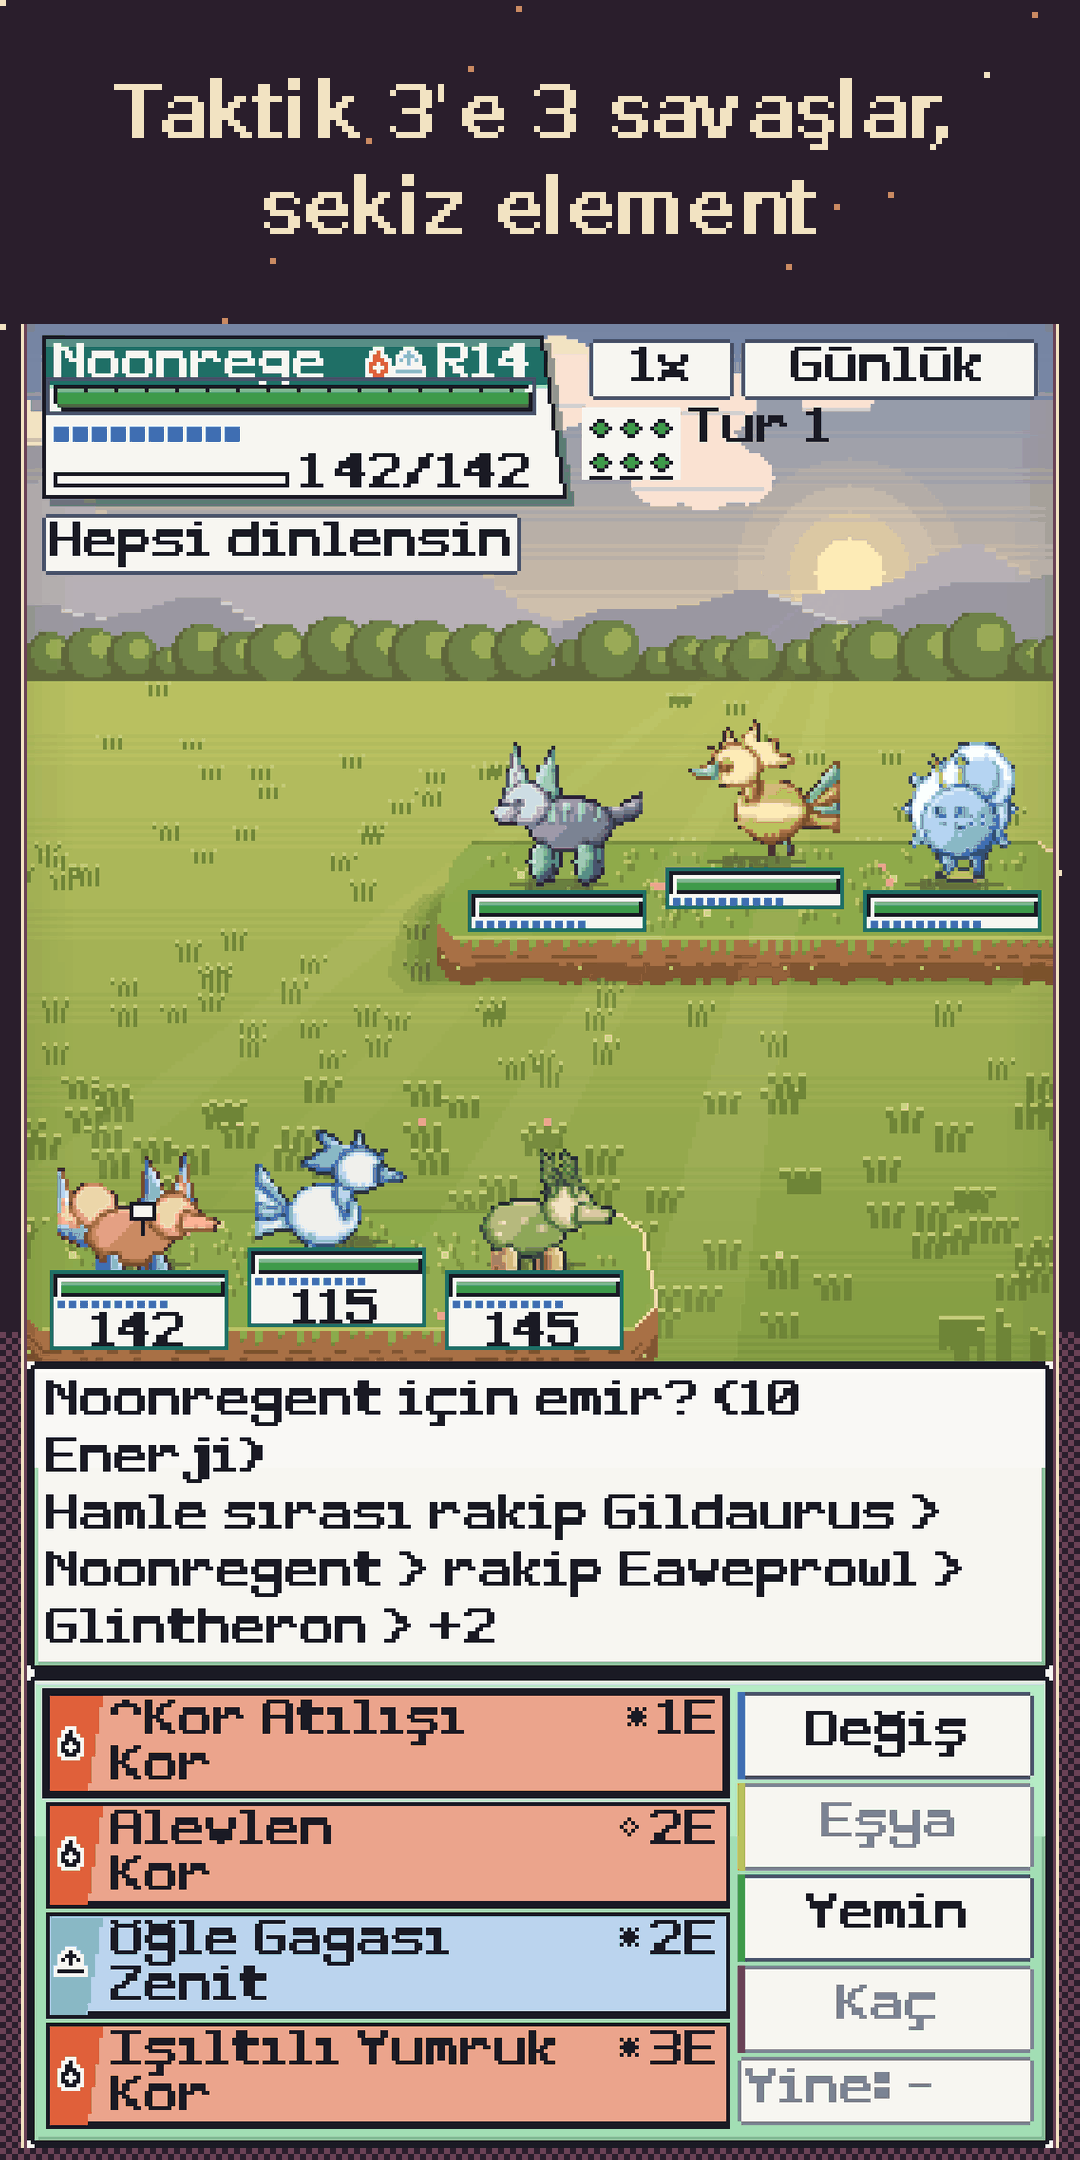 Taktik 3'e 3 savaşlar,
sekiz element
Noonrege R14
1x
Günlük
142/142
Tur 1
Hepsi dinlensin
142
115
145
Noonregent için emir? (10
Enerji)
Hamle sırası rakip Gildaurus >
Noonregent > rakip Eaveprowl >
Glintheron > +2
^Kor Atılışı *1E
Kor
Alevlen ◇2E
Kor
Öğle Gagası *2E
Zenit
Işıltılı Yumruk *3E
Kor
Değiş
Eşya
Yemin
Kaç
Yine: -